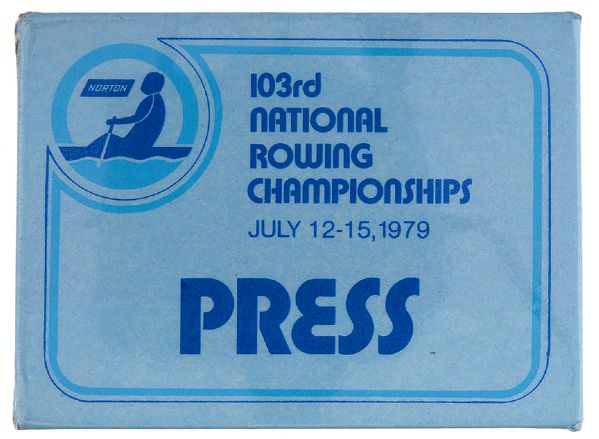 NORTON
103rd
NATIONAL
ROWING
CHAMPIONSHIPS
JULY 12-15,1979
PRESS